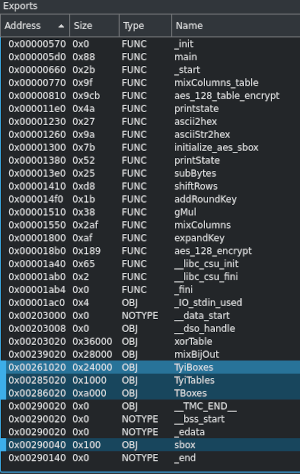 Exports
Address Size Type Name
0x00000570 0x0 FUNC _init
0x000005d0 0x88 FUNC main
0x00000660 0x2b FUNC _start
0x00000770 0x9f FUNC mixColumns_table
0x00000810 0x9cb FUNC aes_128_table_encrypt
0x000011e0 0x4a FUNC printstate
0x00001230 0x27 FUNC ascii2hex
0x00001260 0x9a FUNC asciiStr2hex
0x00001300 0x7b FUNC initialize_aes_sbox
0x00001380 0x52 FUNC printState
0x000013e0 0x25 FUNC subBytes
0x00001410 0xd8 FUNC shiftRows
0x000014f0 0x1b FUNC addRoundKey
0x00001510 0x38 FUNC gMul
0x00001550 0x2af FUNC mixColumns
0x00001800 0xaf FUNC expandKey
0x000018b0 0x189 FUNC aes_128_encrypt
0x00001a40 0x65 FUNC __libc_csu_init
0x00001ab0 0x2 FUNC __libc_csu_fini
0x00001ab4 0x0 FUNC _fini
0x00001ac0 0x4 OBJ _IO_stdin_used
0x00203000 0x0 NOTYPE __data_start
0x00203008 0x0 OBJ __dso_handle
0x00203020 0x36000 OBJ xorTable
0x00239020 0x28000 OBJ mixBijOut
0x00261020 0x24000 OBJ TyiBoxes
0x00285020 0x1000 OBJ TyiTables
0x00286020 0xa000 OBJ TBoxes
0x00290020 0x0 OBJ __TMC_END__
0x00290020 0x0 NOTYPE __bss_start
0x00290020 0x0 NOTYPE _edata
0x00290040 0x100 OBJ sbox
0x00290140 0x0 NOTYPE _end